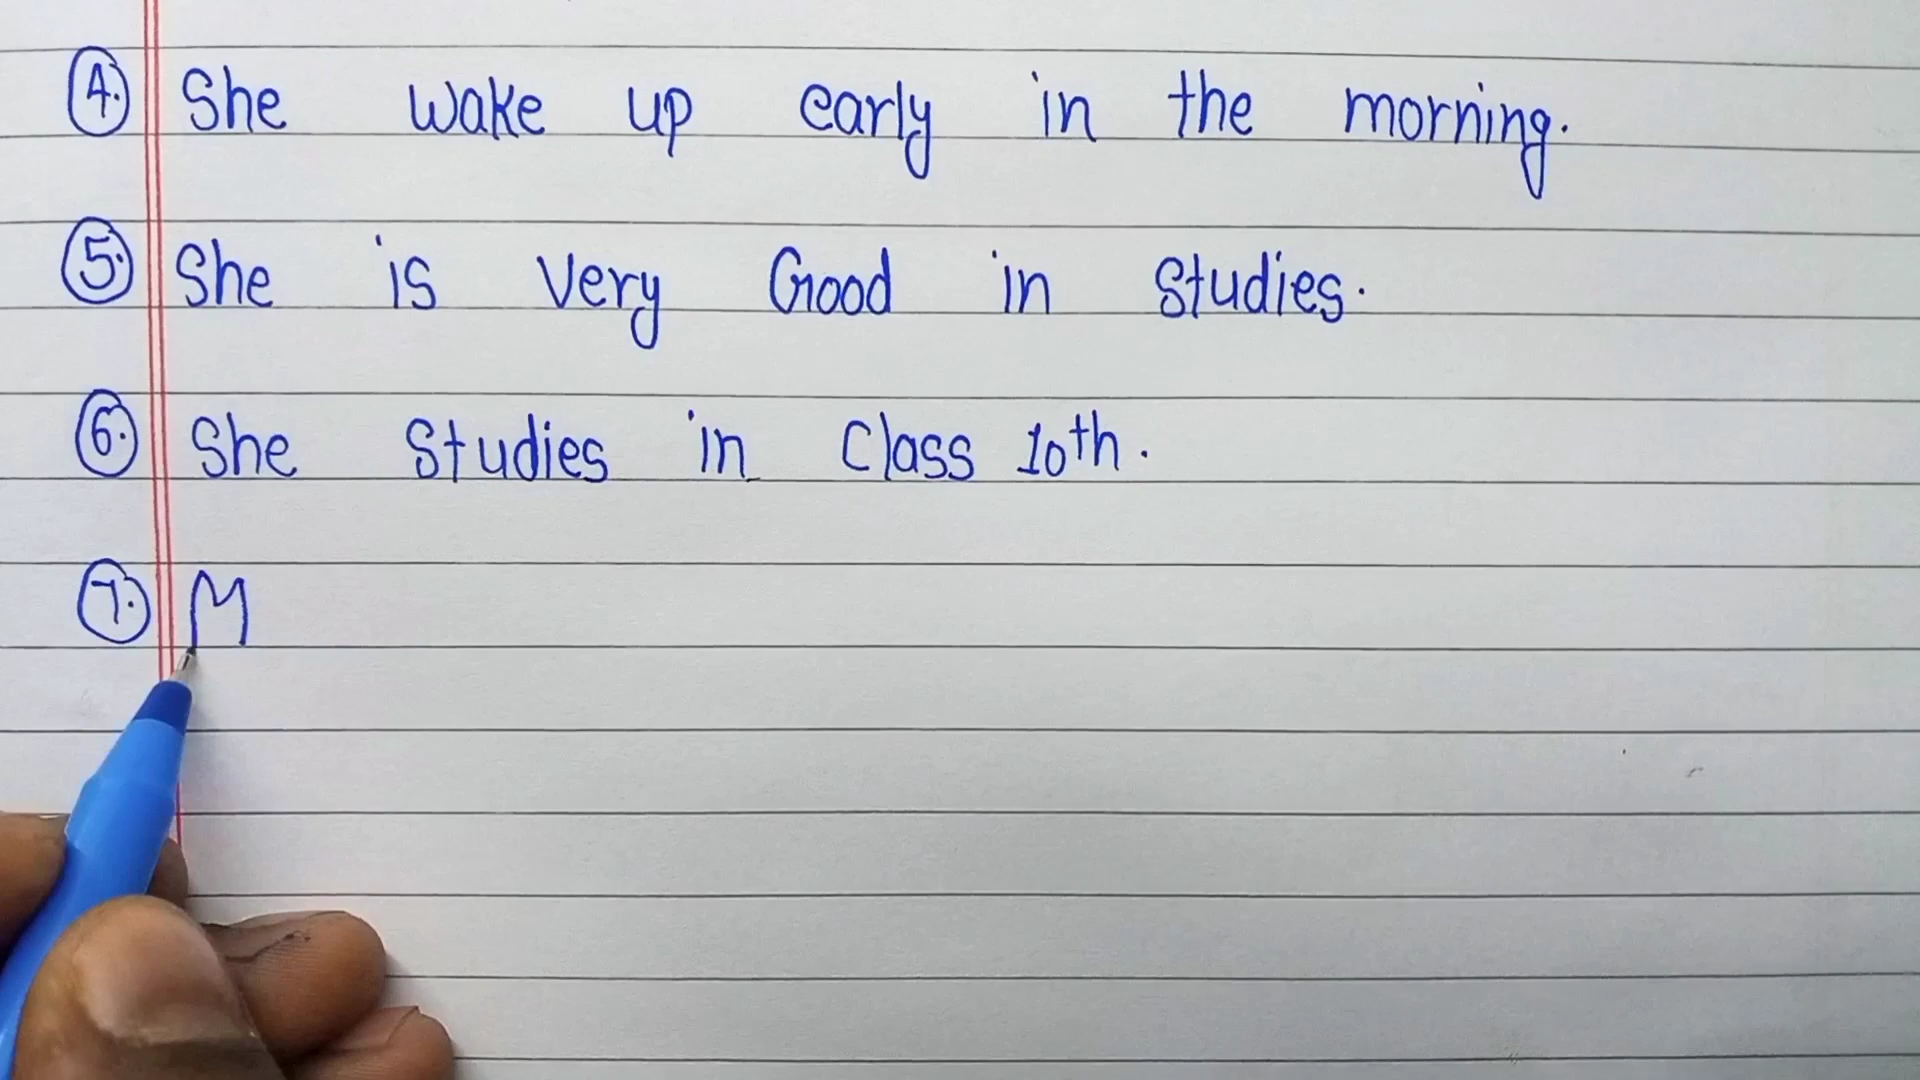 4. She wake up early in the morning.
5. She is very Good in Studies.
6. She Studies in Class 10th.
7. M